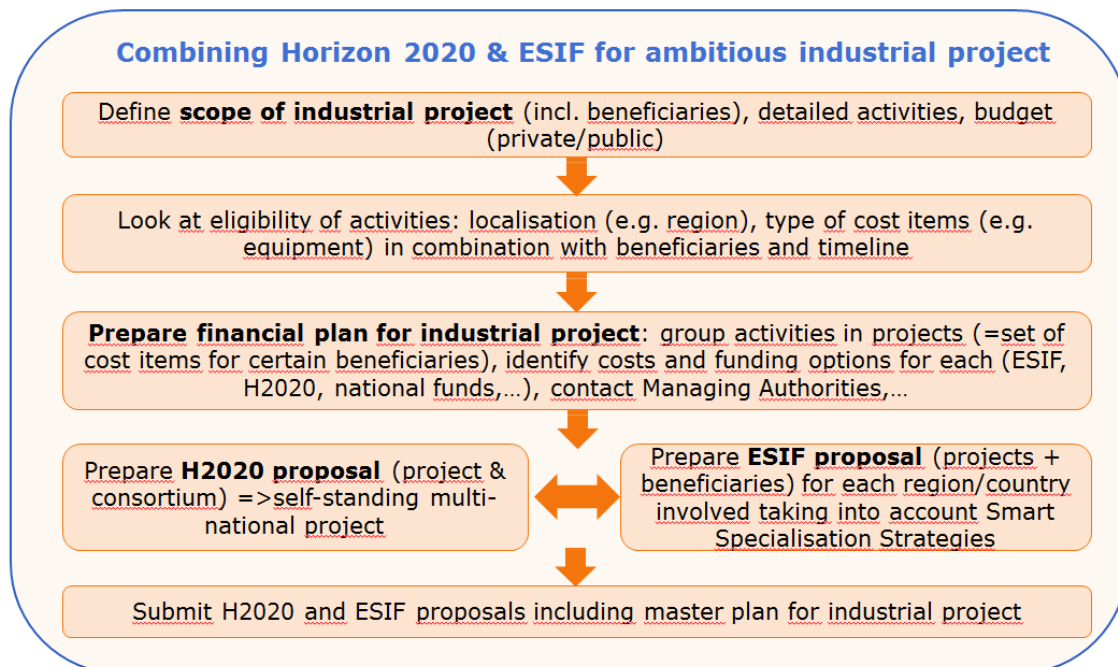 Combining Horizon 2020 & ESIF for ambitious industrial project
Define scope of industrial project (incl. beneficiaries), detailed activities, budget
(private/public)
Look at eligibility of activities: localisation (e.g. region), type of cost items (e.g.
equipment) in combination with beneficiaries and timeline
Prepare financial plan for industrial project: group activities in projects (=set of
cost items for certain beneficiaries), identify costs and funding options for each (ESIF,
H2020, national funds,...), contact Managing Authorities,...
Prepare H2020 proposal (project &
consortium) =>self-standing multi-
national project
Prepare ESIF proposal (projects +
beneficiaries) for each region/country
involved taking into account Smart
Specialisation Strategies
Submit H2020 and ESIF proposals including master plan for industrial project